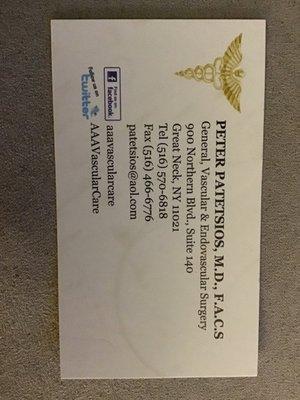 PETER PATETSIOS, M.D., F.A.C.S
General, Vascular & Endovascular Surgery
900 Northern Blvd., Suite 140
Great Neck, NY 11021
Tel (516) 570-6818
Fax (516) 466-6776
patetsios@aol.com
Find us on
facebook
aaavascularcare
Follow us on
twitter
AAAVascularCare